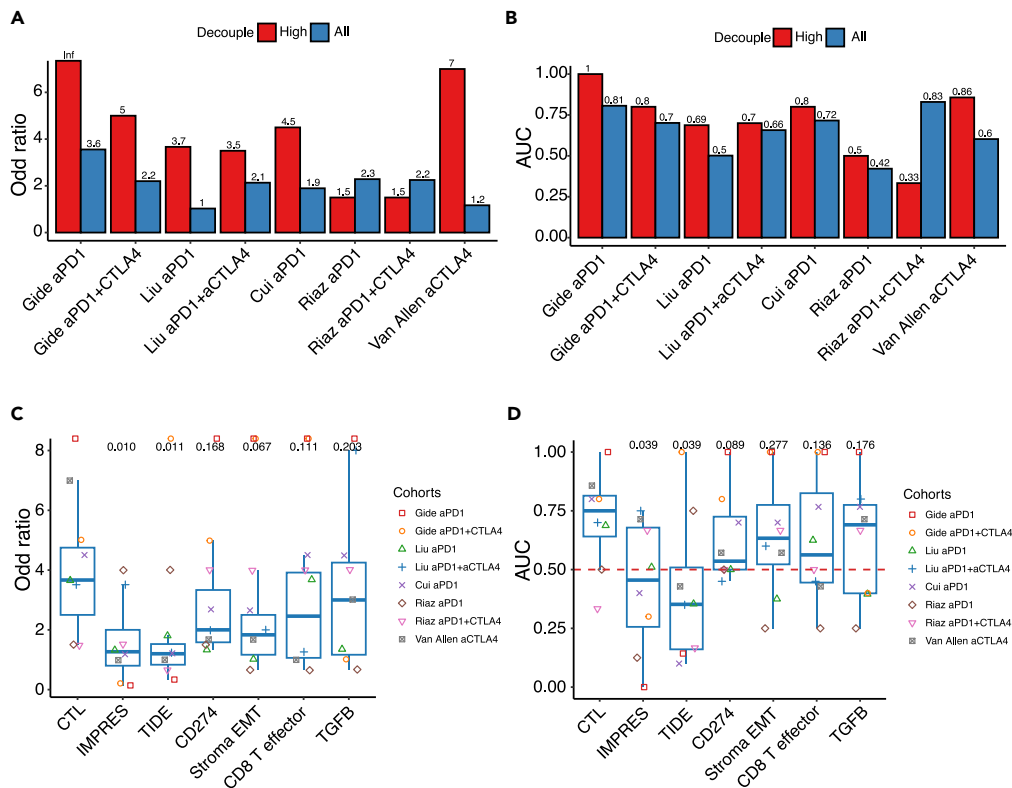 A
Decouple High All
Odd ratio
6
4
2
0
Inf
3.6
5
2.2
3.7
1
3.5
2.1
4.5
1.9
1.5
2.3
1.5
2.2
7
1.2
Gide aPD1
Gide aPD1+CTLA4
Liu aPD1
Liu aPD1+aCTLA4
Cui aPD1
Riaz aPD1
Riaz aPD1+CTLA4
Van Allen aCTLA4
B
Decouple High All
AUC
1.00
0.75
0.50
0.25
0.00
1
0.81
0.8
0.7
0.69
0.5
0.7
0.66
0.8
0.72
0.5
0.42
0.33
0.83
0.86
0.6
Gide aPD1
Gide aPD1+CTLA4
Liu aPD1
Liu aPD1+aCTLA4
Cui aPD1
Riaz aPD1
Riaz aPD1+CTLA4
Van Allen aCTLA4
C
Odd ratio
8
6
4
2
0
0.010 0.011 0.168 0.067 0.111 0.203
CTL
IMPRES
TIDE
CD274
Stroma EMT
CD8 T effector
TGFB
Cohorts
Gide aPD1
Gide aPD1+CTLA4
Liu aPD1
Liu aPD1+aCTLA4
Cui aPD1
Riaz aPD1
Riaz aPD1+CTLA4
Van Allen aCTLA4
D
AUC
1.00
0.75
0.50
0.25
0.00
0.039 0.039 0.089 0.277 0.136 0.176
CTL
IMPRES
TIDE
CD274
Stroma EMT
CD8 T effector
TGFB
Cohorts
Gide aPD1
Gide aPD1+CTLA4
Liu aPD1
Liu aPD1+aCTLA4
Cui aPD1
Riaz aPD1
Riaz aPD1+CTLA4
Van Allen aCTLA4